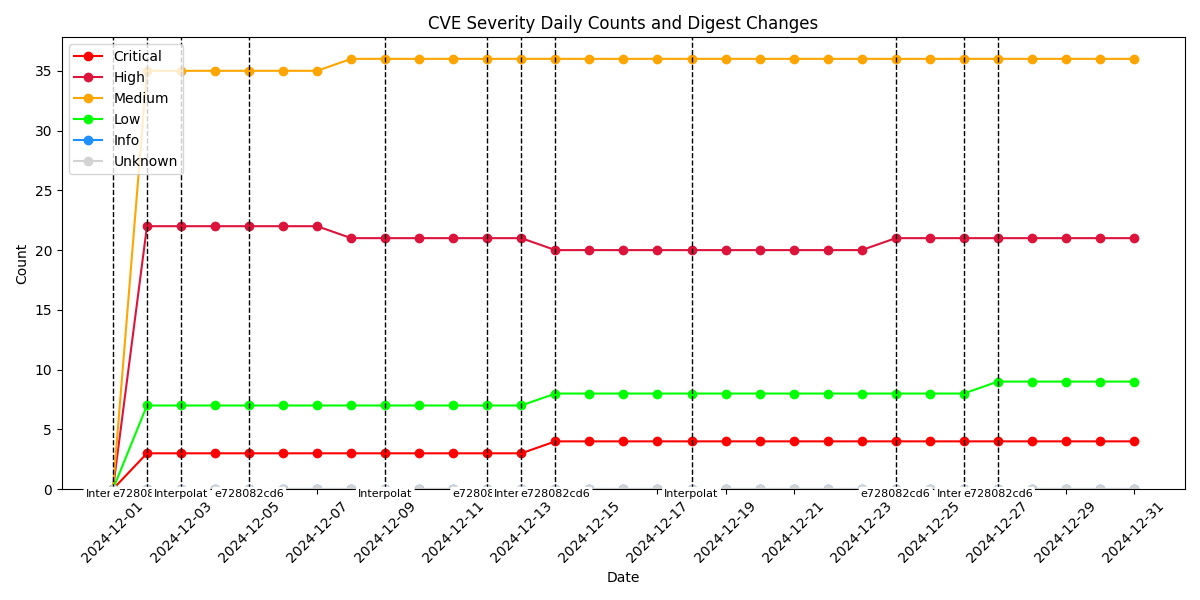 CVE Severity Daily Counts and Digest Changes
Critical
High
Medium
Low
Info
Unknown
Count
35
30
25
20
15
10
5
0
Inter e7280 Interpolat e728082cd6 Interpolat e7280 Inter e728082cd6 Interpolat e728082cd6 Inter e728082cd6
2024-12-01 2024-12-03 2024-12-05 2024-12-07 2024-12-09 2024-12-11 2024-12-13 2024-12-15 2024-12-17 2024-12-19 2024-12-21 2024-12-23 2024-12-25 2024-12-27 2024-12-29 2024-12-31
Date